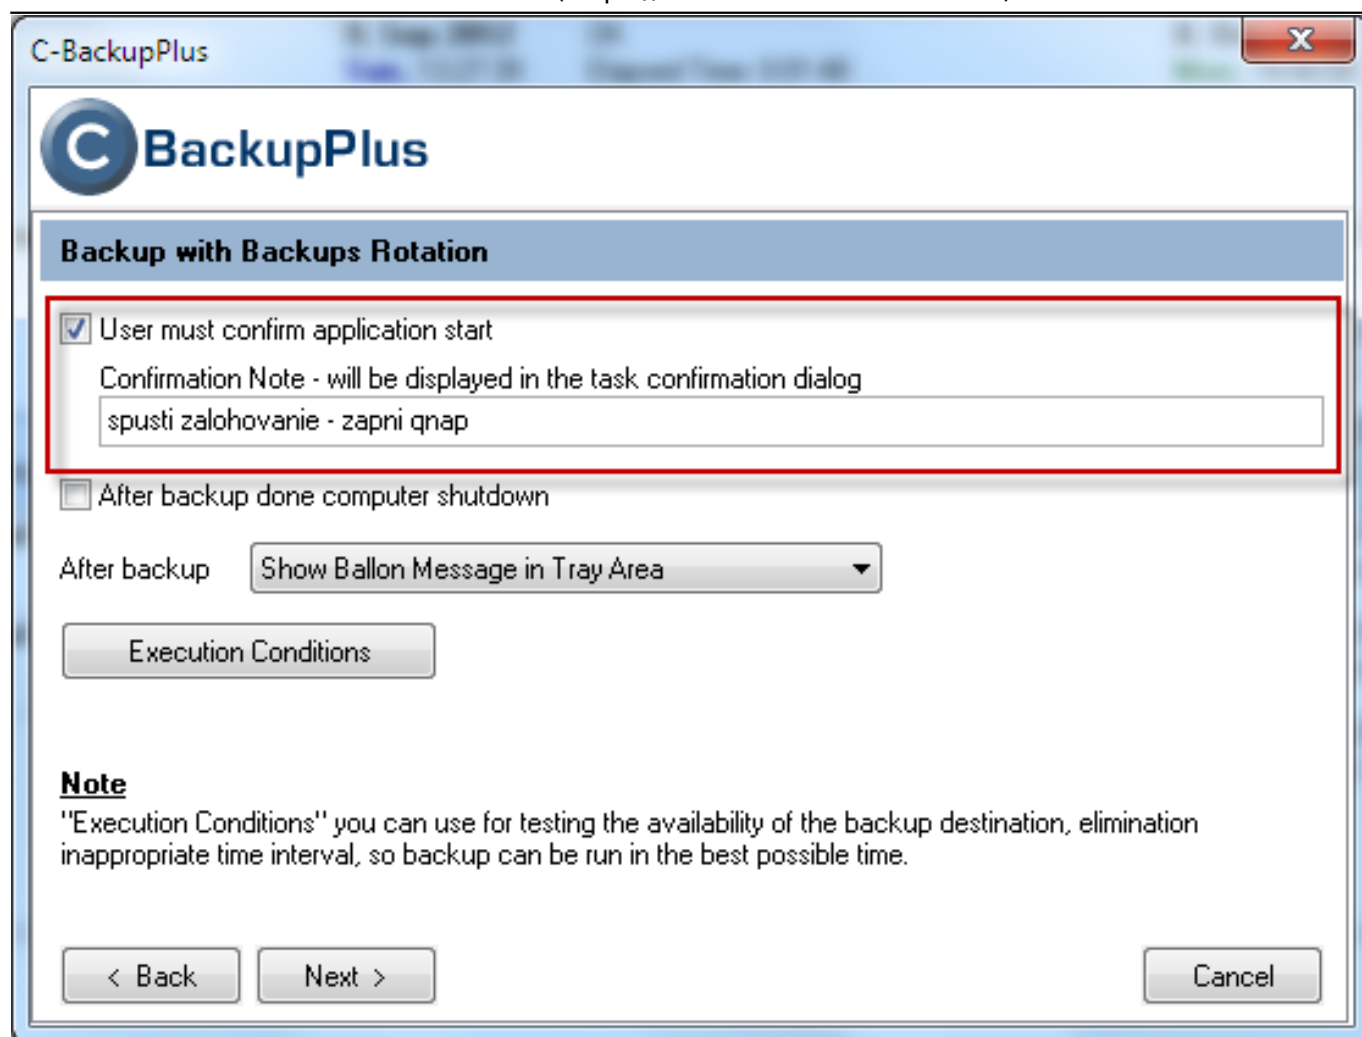 C-BackupPlus
C BackupPlus
Backup with Backups Rotation
User must confirm application start
Confirmation Note - will be displayed in the task confirmation dialog
spusti zalohovanie - zapni qnap
After backup done computer shutdown
After backup Show Ballon Message in Tray Area
Execution Conditions
Note
"Execution Conditions" you can use for testing the availability of the backup destination, elimination
inappropriate time interval, so backup can be run in the best possible time.
< Back Next > Cancel